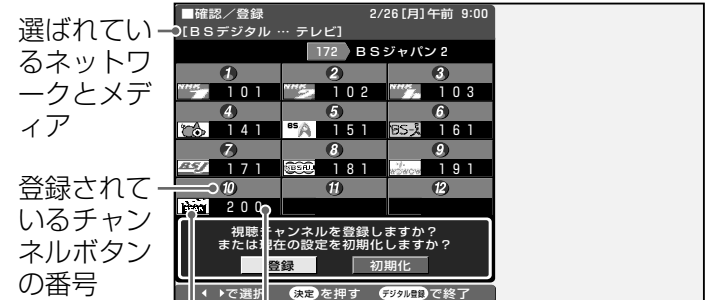 選ばれてい
るネットワ
ークとメデ
ィア
登録されて
いるチャン
ネルボタン
の番号
■確認／登録 2/26[月]午前 9:00
[BSデジタル … テレビ]
172 BSジャパン2
1 2 3
NHK 101 NHK 102 NHK 103
4 5 6
141 BS 151 BS-i 161
7 8 9
BSJ 171 181 WOWOW 191
10 11 12
200
視聴チャンネルを登録しますか？
または現在の設定を初期化しますか？
登録 初期化
で選択 決定を押す デジタル登録で終了